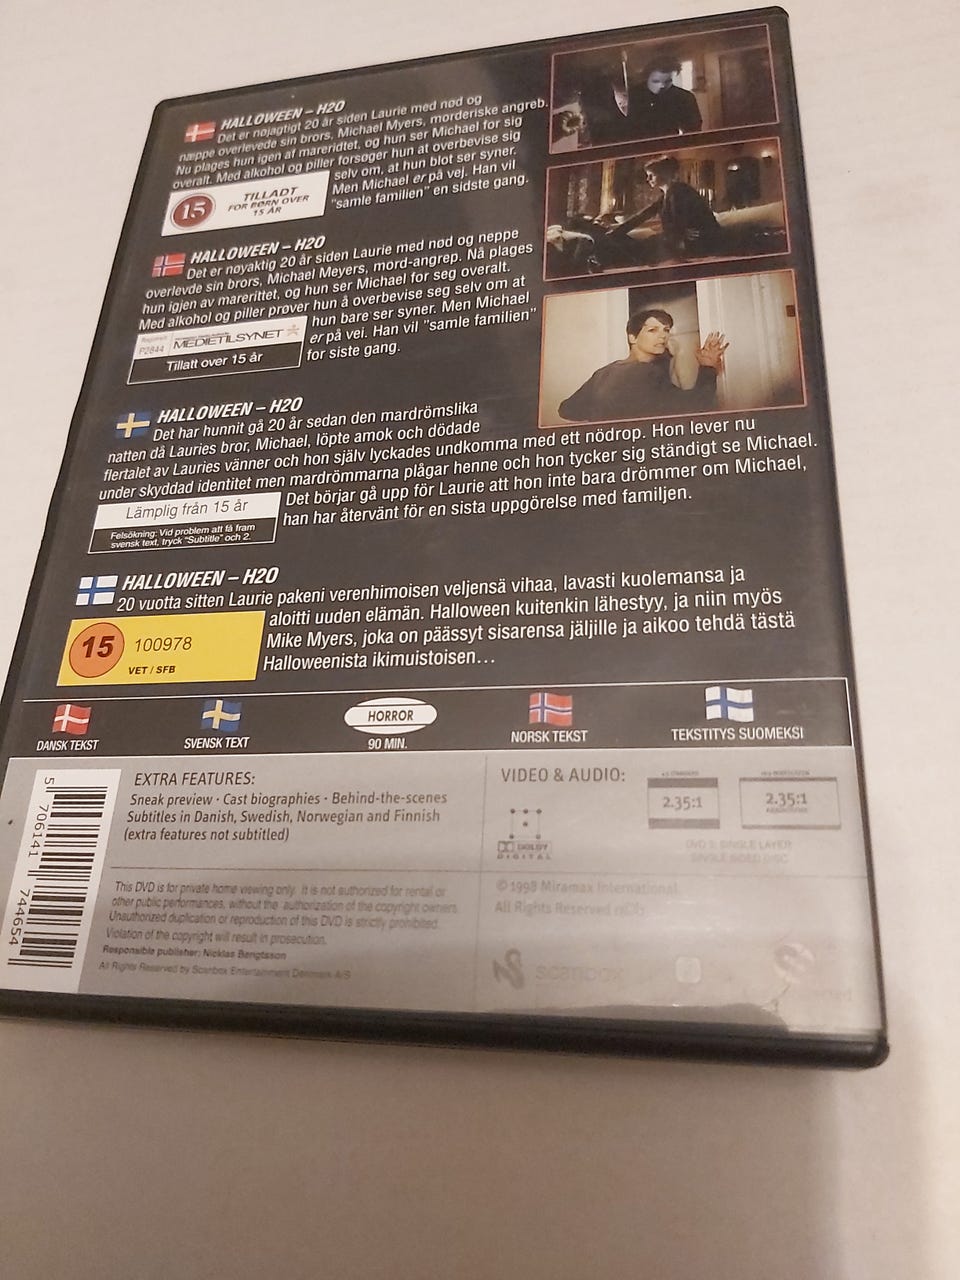 HALLOWEEN – H20
Det er nøjagtigt 20 år siden Laurie med nød og
næppe overlevede sin brors, Michael Myers, morderiske angreb.
Nu plages hun igen af mareridtet, og hun ser Michael for sig
overalt. Med alkohol og piller forsøger hun at overbevise sig
selv om, at hun blot ser syner.
Men Michael er på vej. Han vil
"samle familien" en sidste gang.
15
TILLADT
FOR BØRN OVER
15 ÅR
HALLOWEEN – H20
Det er nøyaktig 20 år siden Laurie med nød og neppe
overlevde sin brors, Michael Meyers, mord-angrep. Nå plages
hun igjen av marerittet, og hun ser Michael for seg overalt.
Med alkohol og piller prøver hun å overbevise seg selv om at
hun bare ser syner. Men Michael
er på vei. Han vil "samle familien"
for siste gang.
Registrert
P2844
MEDIETILSYNET
Tillatt over 15 år
HALLOWEEN – H20
Det har hunnit gå 20 år sedan den mardrömslika
natten då Lauries bror, Michael, löpte amok och dödade
flertalet av Lauries vänner och hon själv lyckades undkomma med ett nödrop. Hon lever nu
under skyddad identitet men mardrömmarna plågar henne och hon tycker sig ständigt se Michael.
Det börjar gå upp för Laurie att hon inte bara drömmer om Michael,
han har återvänt för en sista uppgörelse med familjen.
Lämplig från 15 år
Felsökning: Vid problem att få fram
svensk text, tryck "Subtitle" och 2.
HALLOWEEN – H20
20 vuotta sitten Laurie pakeni verenhimoisen veljensä vihaa, lavasti kuolemansa ja
aloitti uuden elämän. Halloween kuitenkin lähestyy, ja niin myös
Mike Myers, joka on päässyt sisarensa jäljille ja aikoo tehdä tästä
Halloweenista ikimuistoisen...
15
100978
VET / SFB
DANSK TEKST
SVENSK TEXT
HORROR
90 MIN.
NORSK TEKST
TEKSTITYS SUOMEKSI
5 706141 744654
EXTRA FEATURES:
Sneak preview · Cast biographies · Behind-the-scenes
Subtitles in Danish, Swedish, Norwegian and Finnish
(extra features not subtitled)
VIDEO & AUDIO:
DOLBY
DIGITAL
2.35:1
2.35:1
DVD 5: SINGLE LAYER
SINGLE SIDED DISC
This DVD is for private home viewing only. It is not authorized for rental or
other public performances, without the authorization of the copyright owners.
Unauthorized duplication or reproduction of this DVD is strictly prohibited.
Violation of the copyright will result in prosecution.
Responsible publisher: Nicklas Bengtsson
All Rights Reserved by Scanbox Entertainment Denmark A/S
© 1998 Miramax International.
All Rights Reserved
scanbox